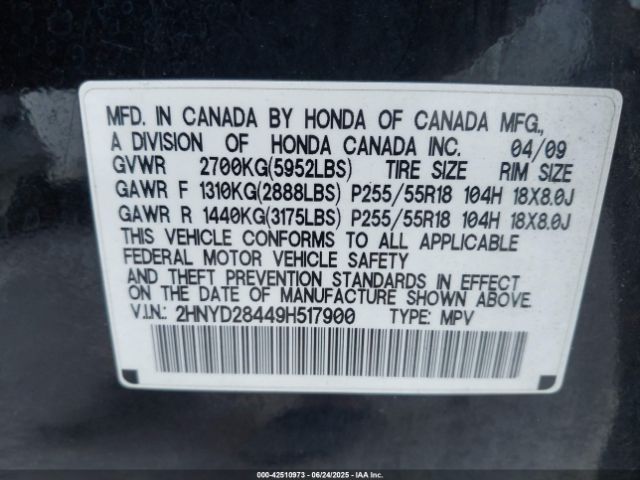 MFD. IN CANADA BY HONDA OF CANADA MFG.,
A DIVISION OF HONDA CANADA INC. 04/09
GVWR 2700KG(5952LBS) TIRE SIZE RIM SIZE
GAWR F 1310KG(2888LBS) P255/55R18 104H 18X8.0J
GAWR R 1440KG(3175LBS) P255/55R18 104H 18X8.0J
THIS VEHICLE CONFORMS TO ALL APPLICABLE
FEDERAL MOTOR VEHICLE SAFETY
AND THEFT PREVENTION STANDARDS IN EFFECT
ON THE DATE OF MANUFACTURE SHOWN ABOVE.
V.I.N.: 2HNYD28449H517900 TYPE: MPV
000-42510973 - 06/24/2025 - IAAI Branch